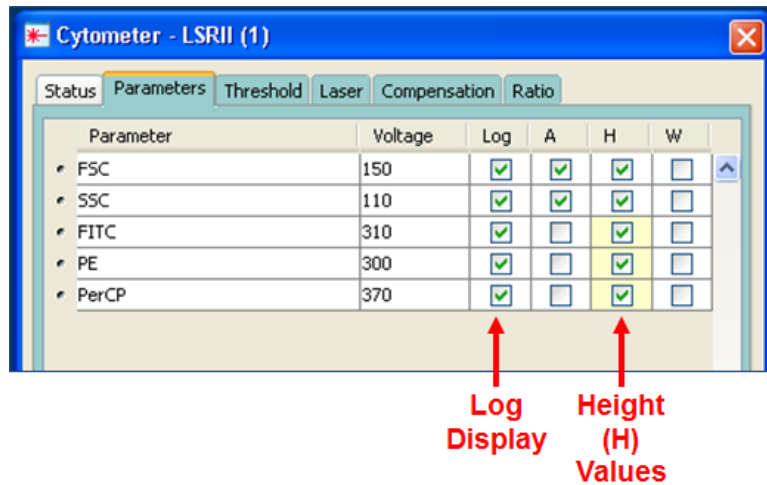 Cytometer - LSRII (1)
Status Parameters Threshold Laser Compensation Ratio
Parameter Voltage Log A H W
FSC 150
SSC 110
FITC 310
PE 300
PerCP 370
Log Height
Display (H)
Values